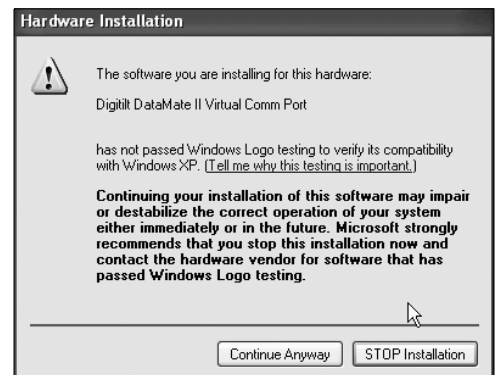 Hardware Installation
The software you are installing for this hardware:
Digitilt DataMate II Virtual Comm Port
has not passed Windows Logo testing to verify its compatibility
with Windows XP. (Tell me why this testing is important.)
Continuing your installation of this software may impair
or destabilize the correct operation of your system
either immediately or in the future. Microsoft strongly
recommends that you stop this installation now and
contact the hardware vendor for software that has
passed Windows Logo testing.
Continue Anyway
STOP Installation